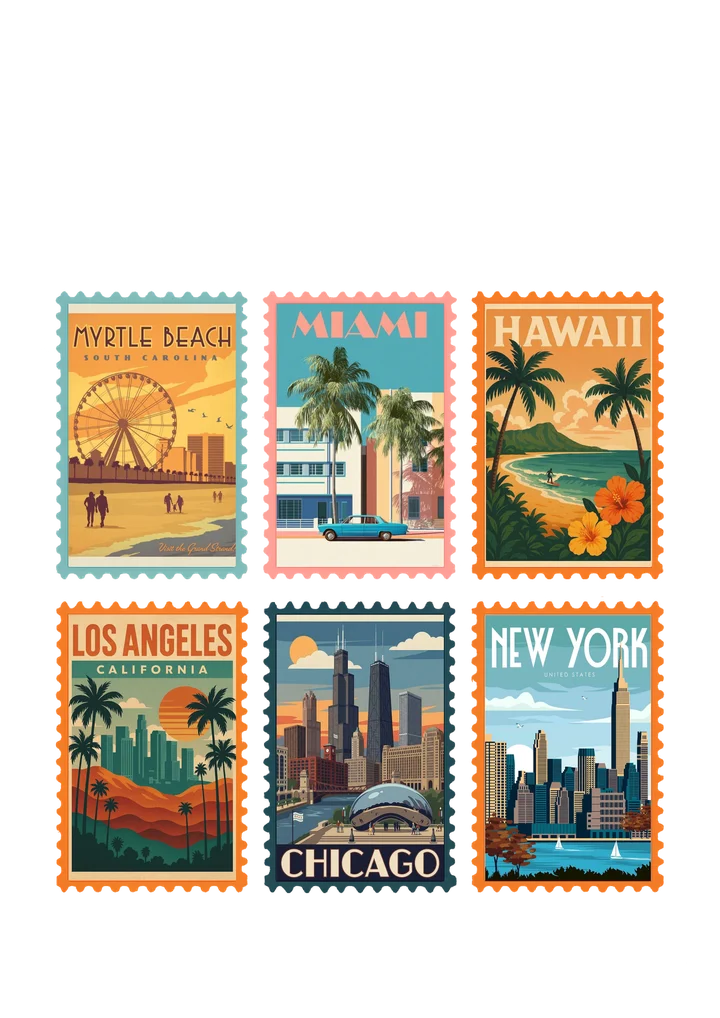 MYRTLE BEACH
SOUTH CAROLINA
Visit the Grand Strand!
MIAMI
HAWAII
LOS ANGELES
CALIFORNIA
CHICAGO
NEW YORK
UNITED STATES